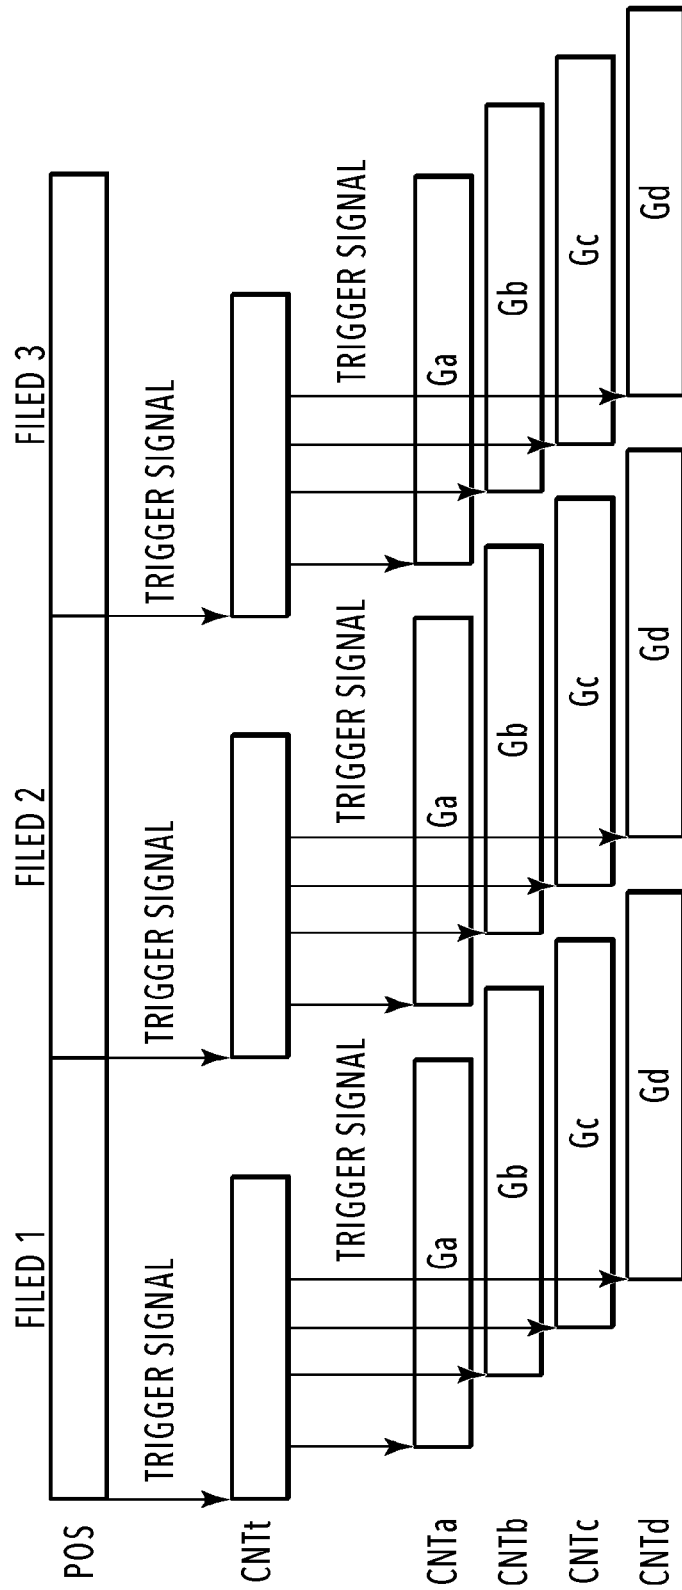 FILED 1
FILED 2
FILED 3
POS
TRIGGER SIGNAL
TRIGGER SIGNAL
TRIGGER SIGNAL
CNTt
TRIGGER SIGNAL
TRIGGER SIGNAL
TRIGGER SIGNAL
CNTa
Ga
Ga
Ga
CNTb
Gb
Gb
Gb
CNTc
Gc
Gc
Gc
CNTd
Gd
Gd
Gd